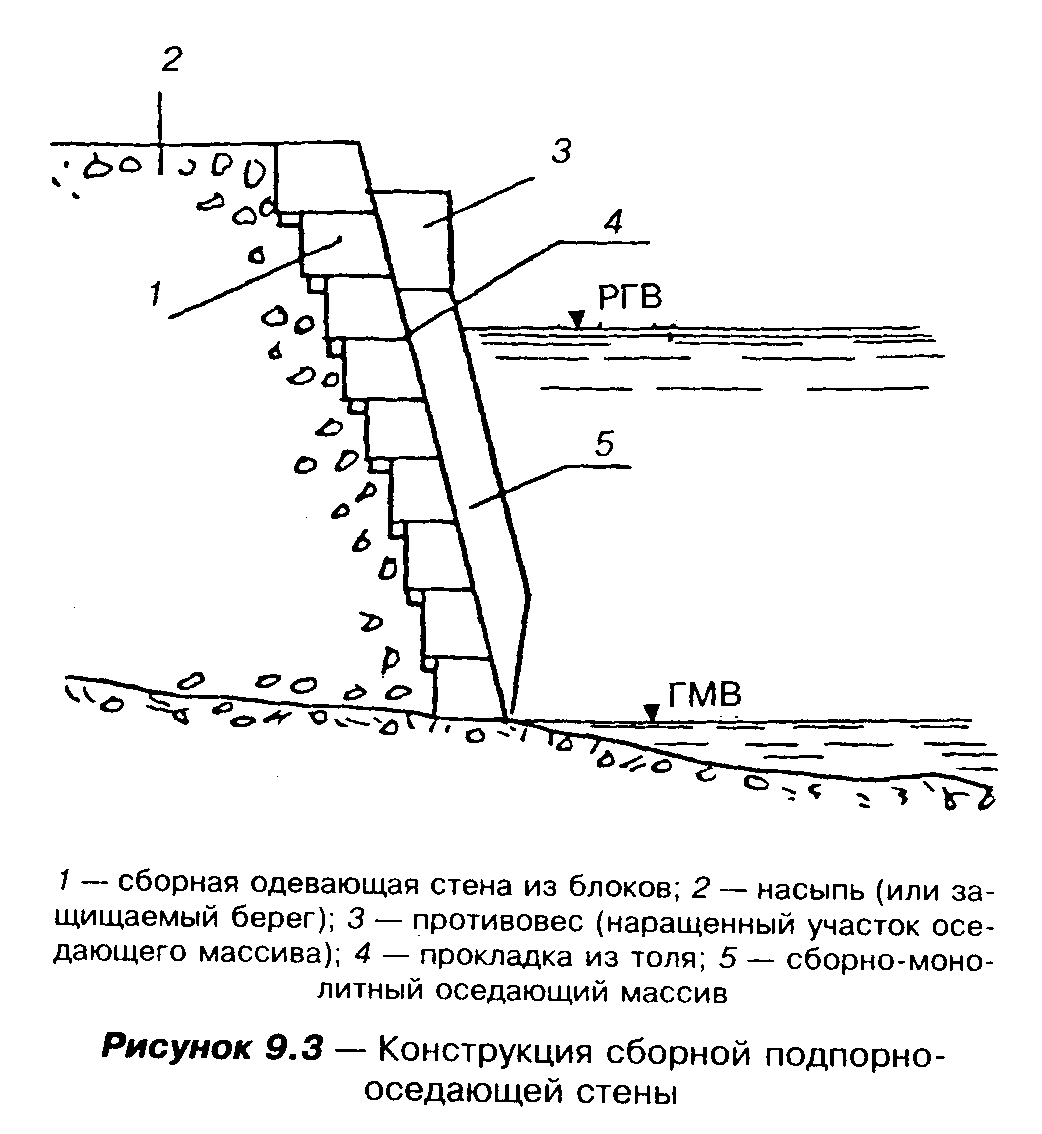 2
3
4
1
РГВ
5
ГМВ
1 — сборная одевающая стена из блоков; 2 — насыпь (или за-
щищаемый берег); 3 — противовес (наращенный участок осе-
дающего массива); 4 — прокладка из толя; 5 — сборно-моно-
литный оседающий массив
Рисунок 9.3 — Конструкция сборной подпорно-
оседающей стены